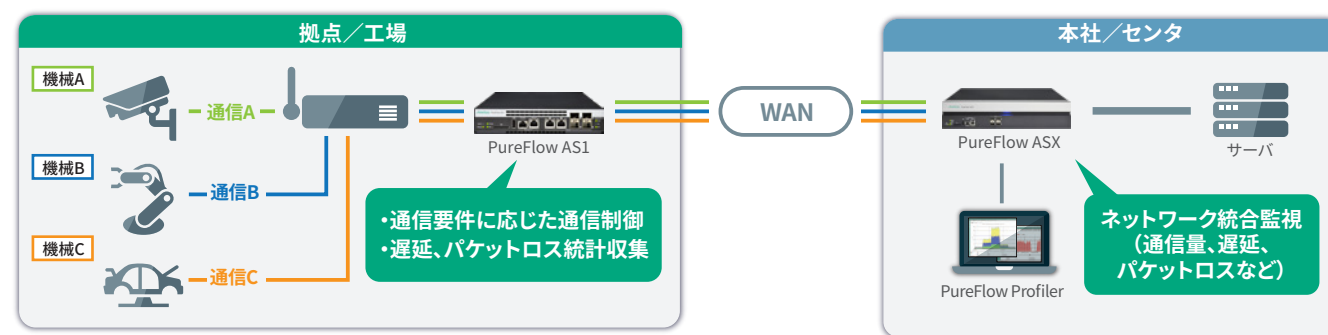 拠点／工場
機械A
通信A
PureFlow AS1
機械B
通信B
・通信要件に応じた通信制御
・遅延、パケットロス統計収集
機械C
通信C
WAN
本社／センタ
PureFlow ASX
サーバ
ネットワーク統合監視
（通信量、遅延、
パケットロスなど）
PureFlow Profiler